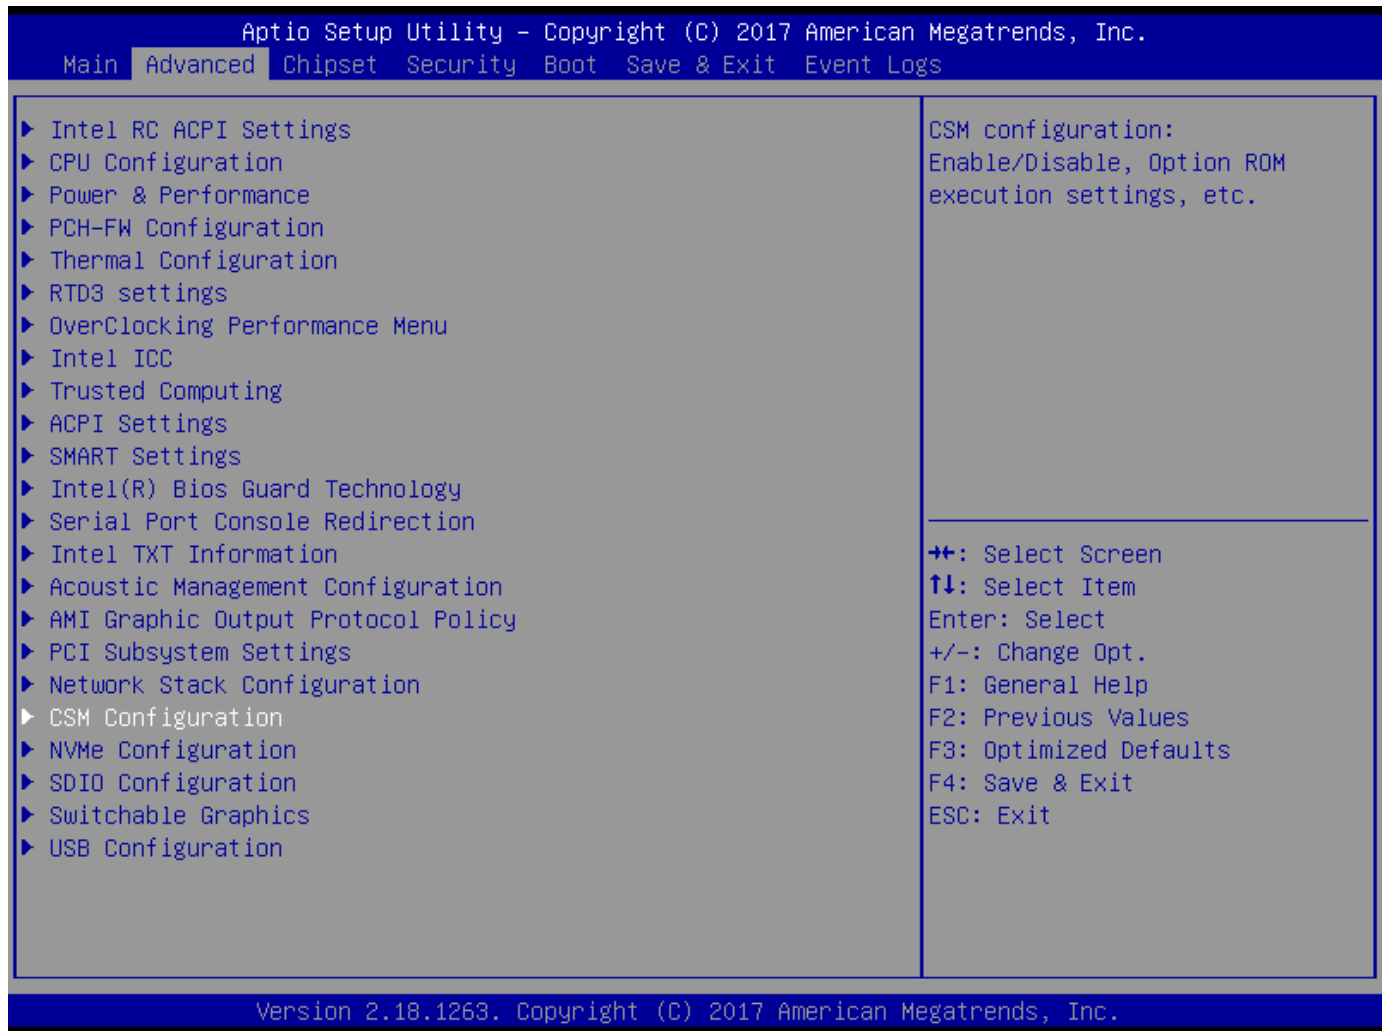 Aptio Setup Utility – Copyright (C) 2017 American Megatrends, Inc.
Main Advanced Chipset Security Boot Save & Exit Event Logs
Intel RC ACPI Settings
CPU Configuration
Power & Performance
PCH-FW Configuration
Thermal Configuration
RTD3 settings
OverClocking Performance Menu
Intel ICC
Trusted Computing
ACPI Settings
SMART Settings
Intel(R) Bios Guard Technology
Serial Port Console Redirection
Intel TXT Information
Acoustic Management Configuration
AMI Graphic Output Protocol Policy
PCI Subsystem Settings
Network Stack Configuration
CSM Configuration
NVMe Configuration
SDIO Configuration
Switchable Graphics
USB Configuration
CSM configuration:
Enable/Disable, Option ROM
execution settings, etc.
→←: Select Screen
↑↓: Select Item
Enter: Select
+/-: Change Opt.
F1: General Help
F2: Previous Values
F3: Optimized Defaults
F4: Save & Exit
ESC: Exit
Version 2.18.1263. Copyright (C) 2017 American Megatrends, Inc.